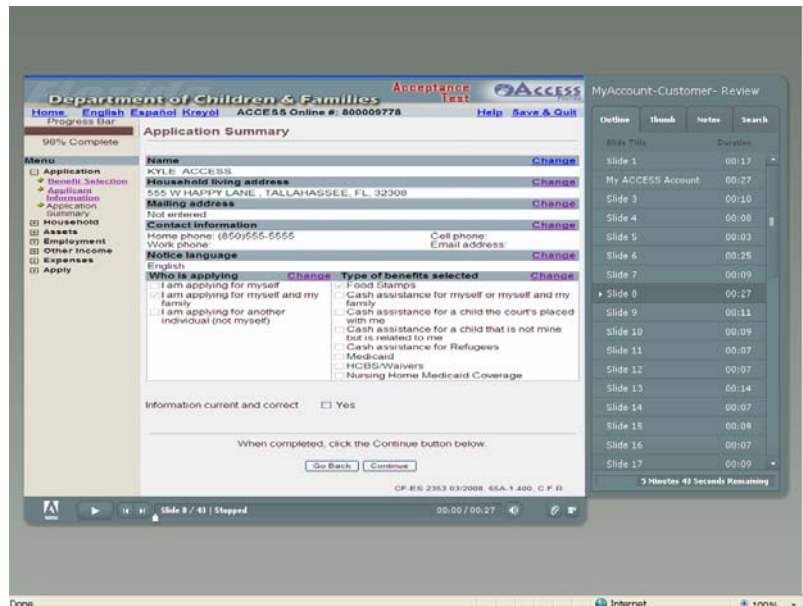 Acceptance
Test
ACCESS
Florida
Department of Children & Families
Home English Español Kreyòl ACCESS Online #: 800009778 Help Save & Quit
Progress Bar
98% Complete
Application Summary
Menu
Application
Benefit Selection
Applicant
Information
Application
Summary
Household
Assets
Employment
Other Income
Expenses
Apply
Name Change
KYLE ACCESS
Household living address Change
555 W HAPPY LANE , TALLAHASSEE, FL, 32308
Mailing address Change
Not entered
Contact information Change
Home phone: (850)555-5555 Cell phone:
Work phone: Email address:
Notice language Change
English
Who is applying Change Type of benefits selected Change
I am applying for myself
I am applying for myself and my
family
I am applying for another
individual (not myself)
Food Stamps
Cash assistance for myself or myself and my
family
Cash assistance for a child the court's placed
with me
Cash assistance for a child that is not mine
but is related to me
Cash assistance for Refugees
Medicaid
HCBS/Waivers
Nursing Home Medicaid Coverage
Information current and correct Yes
When completed, click the Continue button below.
Go Back Continue
CF-ES 2353 03/2008, 65A-1.400, C.F.R.
Slide 8 / 43 | Stopped 00:00 / 00:27
MyAccount-Customer- Review
Outline Thumb Notes Search
Slide Title Duration
Slide 1 00:17
My ACCESS Account 00:27
Slide 3 00:10
Slide 4 00:08
Slide 5 00:03
Slide 6 00:25
Slide 7 00:09
Slide 8 00:27
Slide 9 00:11
Slide 10 00:09
Slide 11 00:07
Slide 12 00:07
Slide 13 00:14
Slide 14 00:07
Slide 15 00:09
Slide 16 00:07
Slide 17 00:09
5 Minutes 43 Seconds Remaining
Done Internet 100%